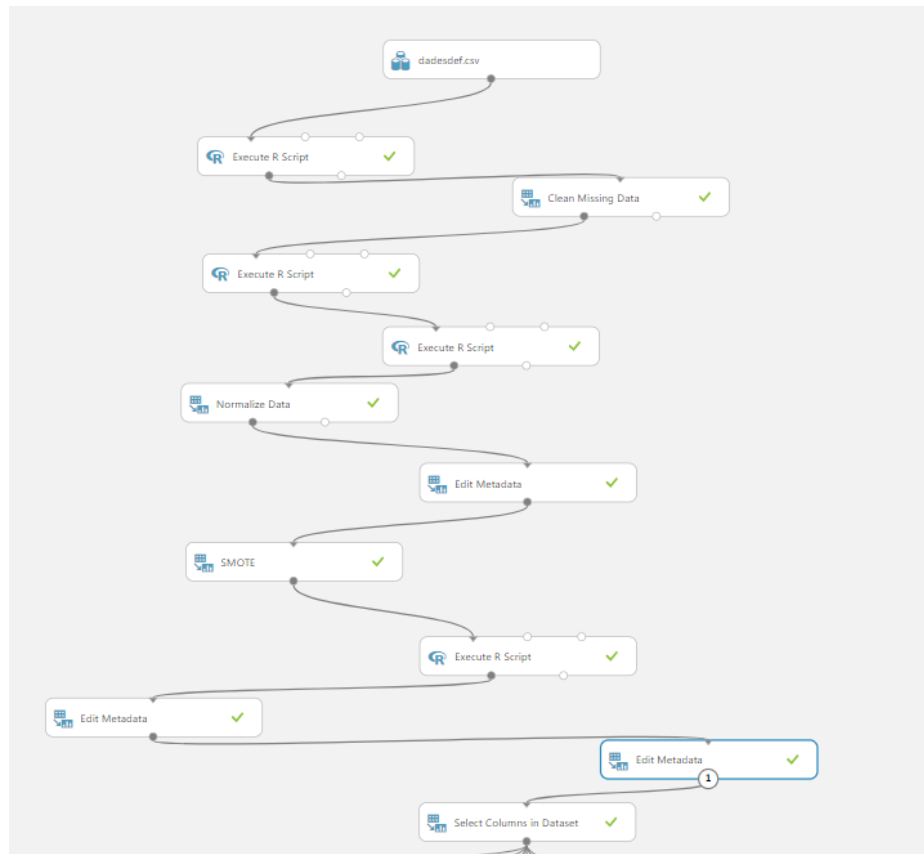 dadesdef.csv
Execute R Script
Clean Missing Data
Execute R Script
Execute R Script
Normalize Data
Edit Metadata
SMOTE
Execute R Script
Edit Metadata
Edit Metadata
1
Select Columns in Dataset